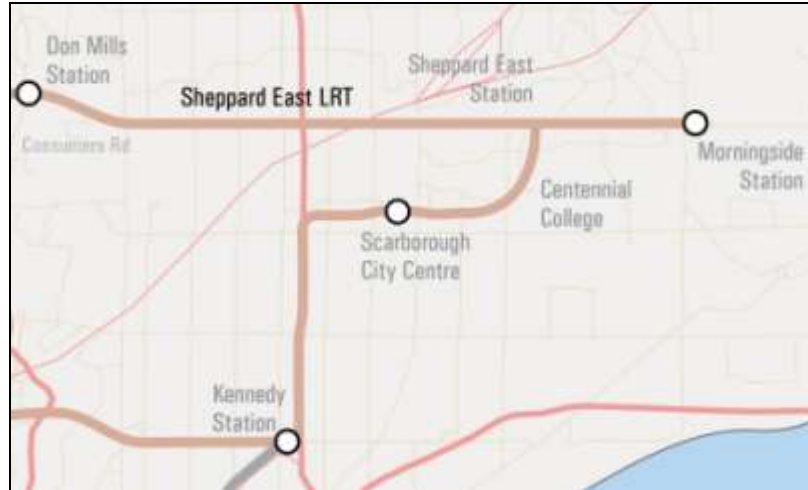 Don Mills
Station
Sheppard East LRT
Sheppard East
Station
Consumers Rd
Morningside
Station
Centennial
College
Scarborough
City Centre
Kennedy
Station